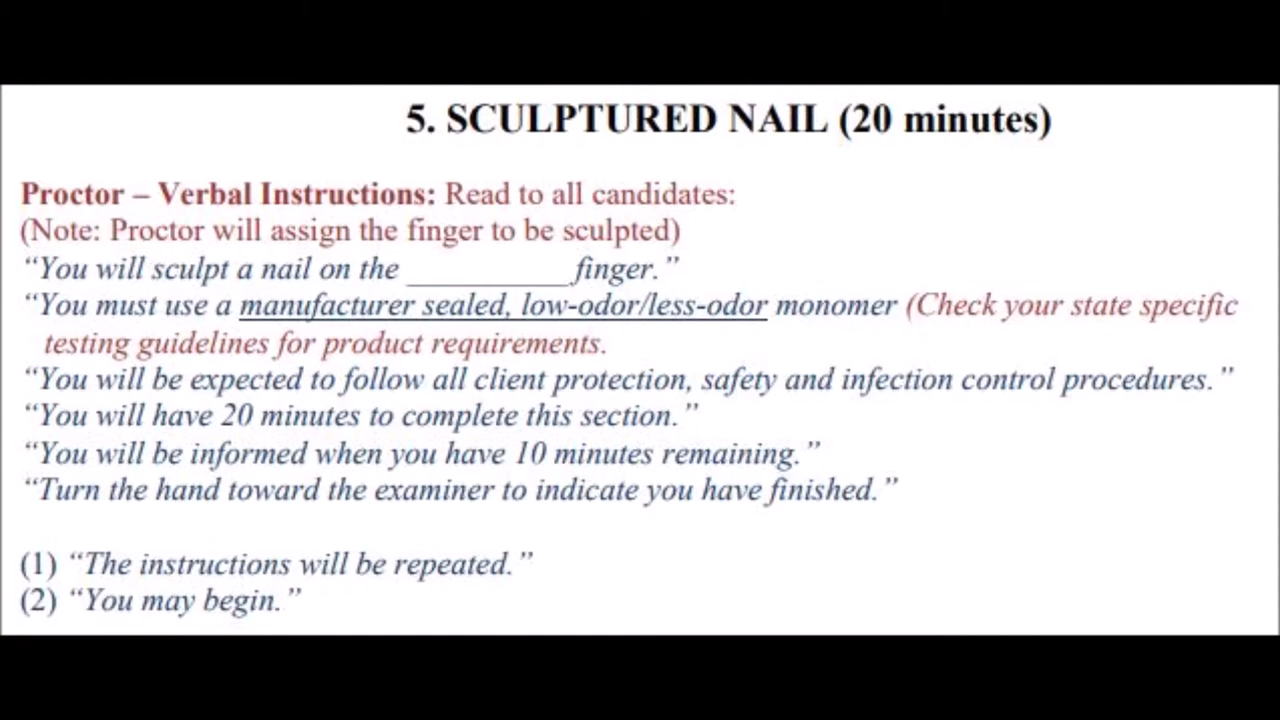 5. SCULPTURED NAIL (20 minutes)
Proctor – Verbal Instructions: Read to all candidates:
(Note: Proctor will assign the finger to be sculpted)
“You will sculpt a nail on the __________ finger.”
“You must use a manufacturer sealed, low-odor/less-odor monomer (Check your state specific
testing guidelines for product requirements.
“You will be expected to follow all client protection, safety and infection control procedures.”
“You will have 20 minutes to complete this section.”
“You will be informed when you have 10 minutes remaining.”
“Turn the hand toward the examiner to indicate you have finished.”
(1) “The instructions will be repeated.”
(2) “You may begin.”